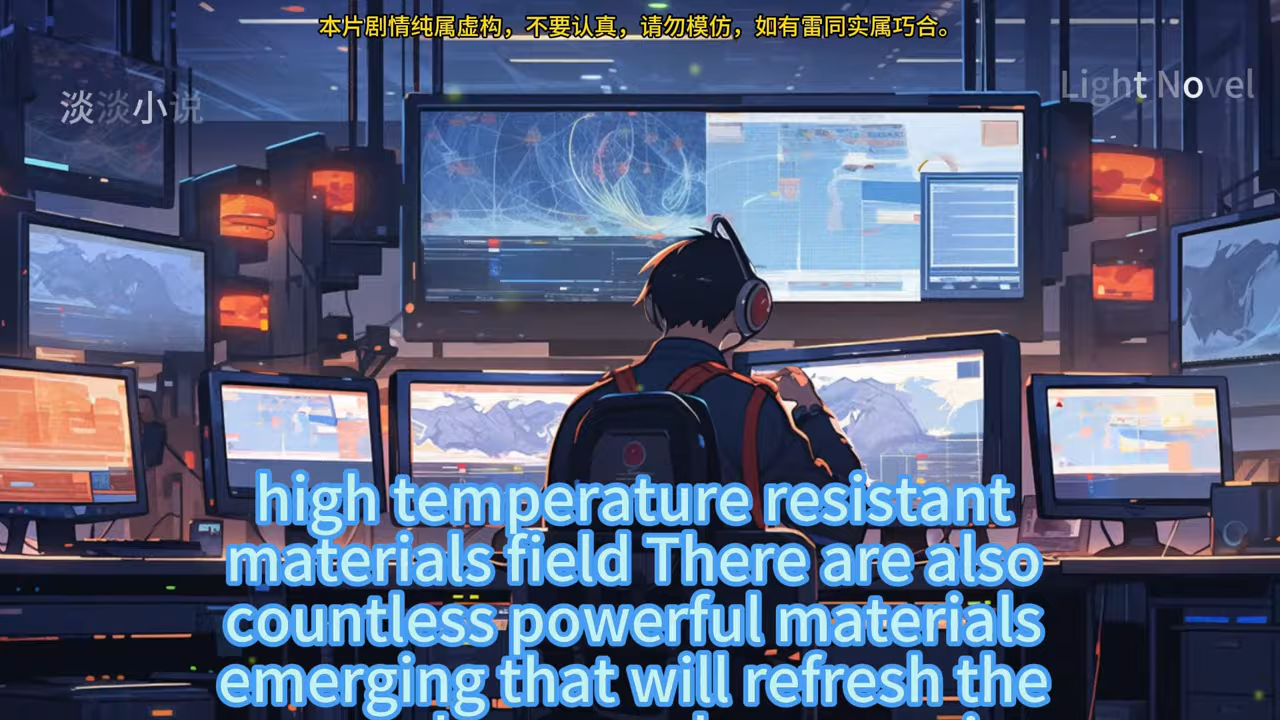 本片剧情纯属虚构，不要认真，请勿模仿，如有雷同实属巧合。
淡淡小说
Light Novel
high temperature resistant
materials field There are also
countless powerful materials
emerging that will refresh the